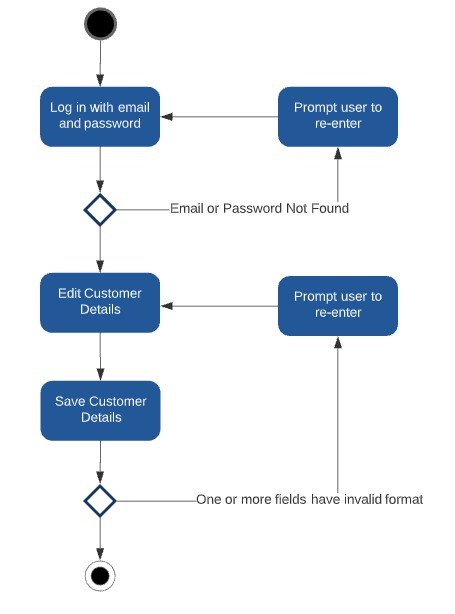 Log in with email
and password
Prompt user to
re-enter
Email or Password Not Found
Edit Customer
Details
Prompt user to
re-enter
Save Customer
Details
One or more fields have invalid format